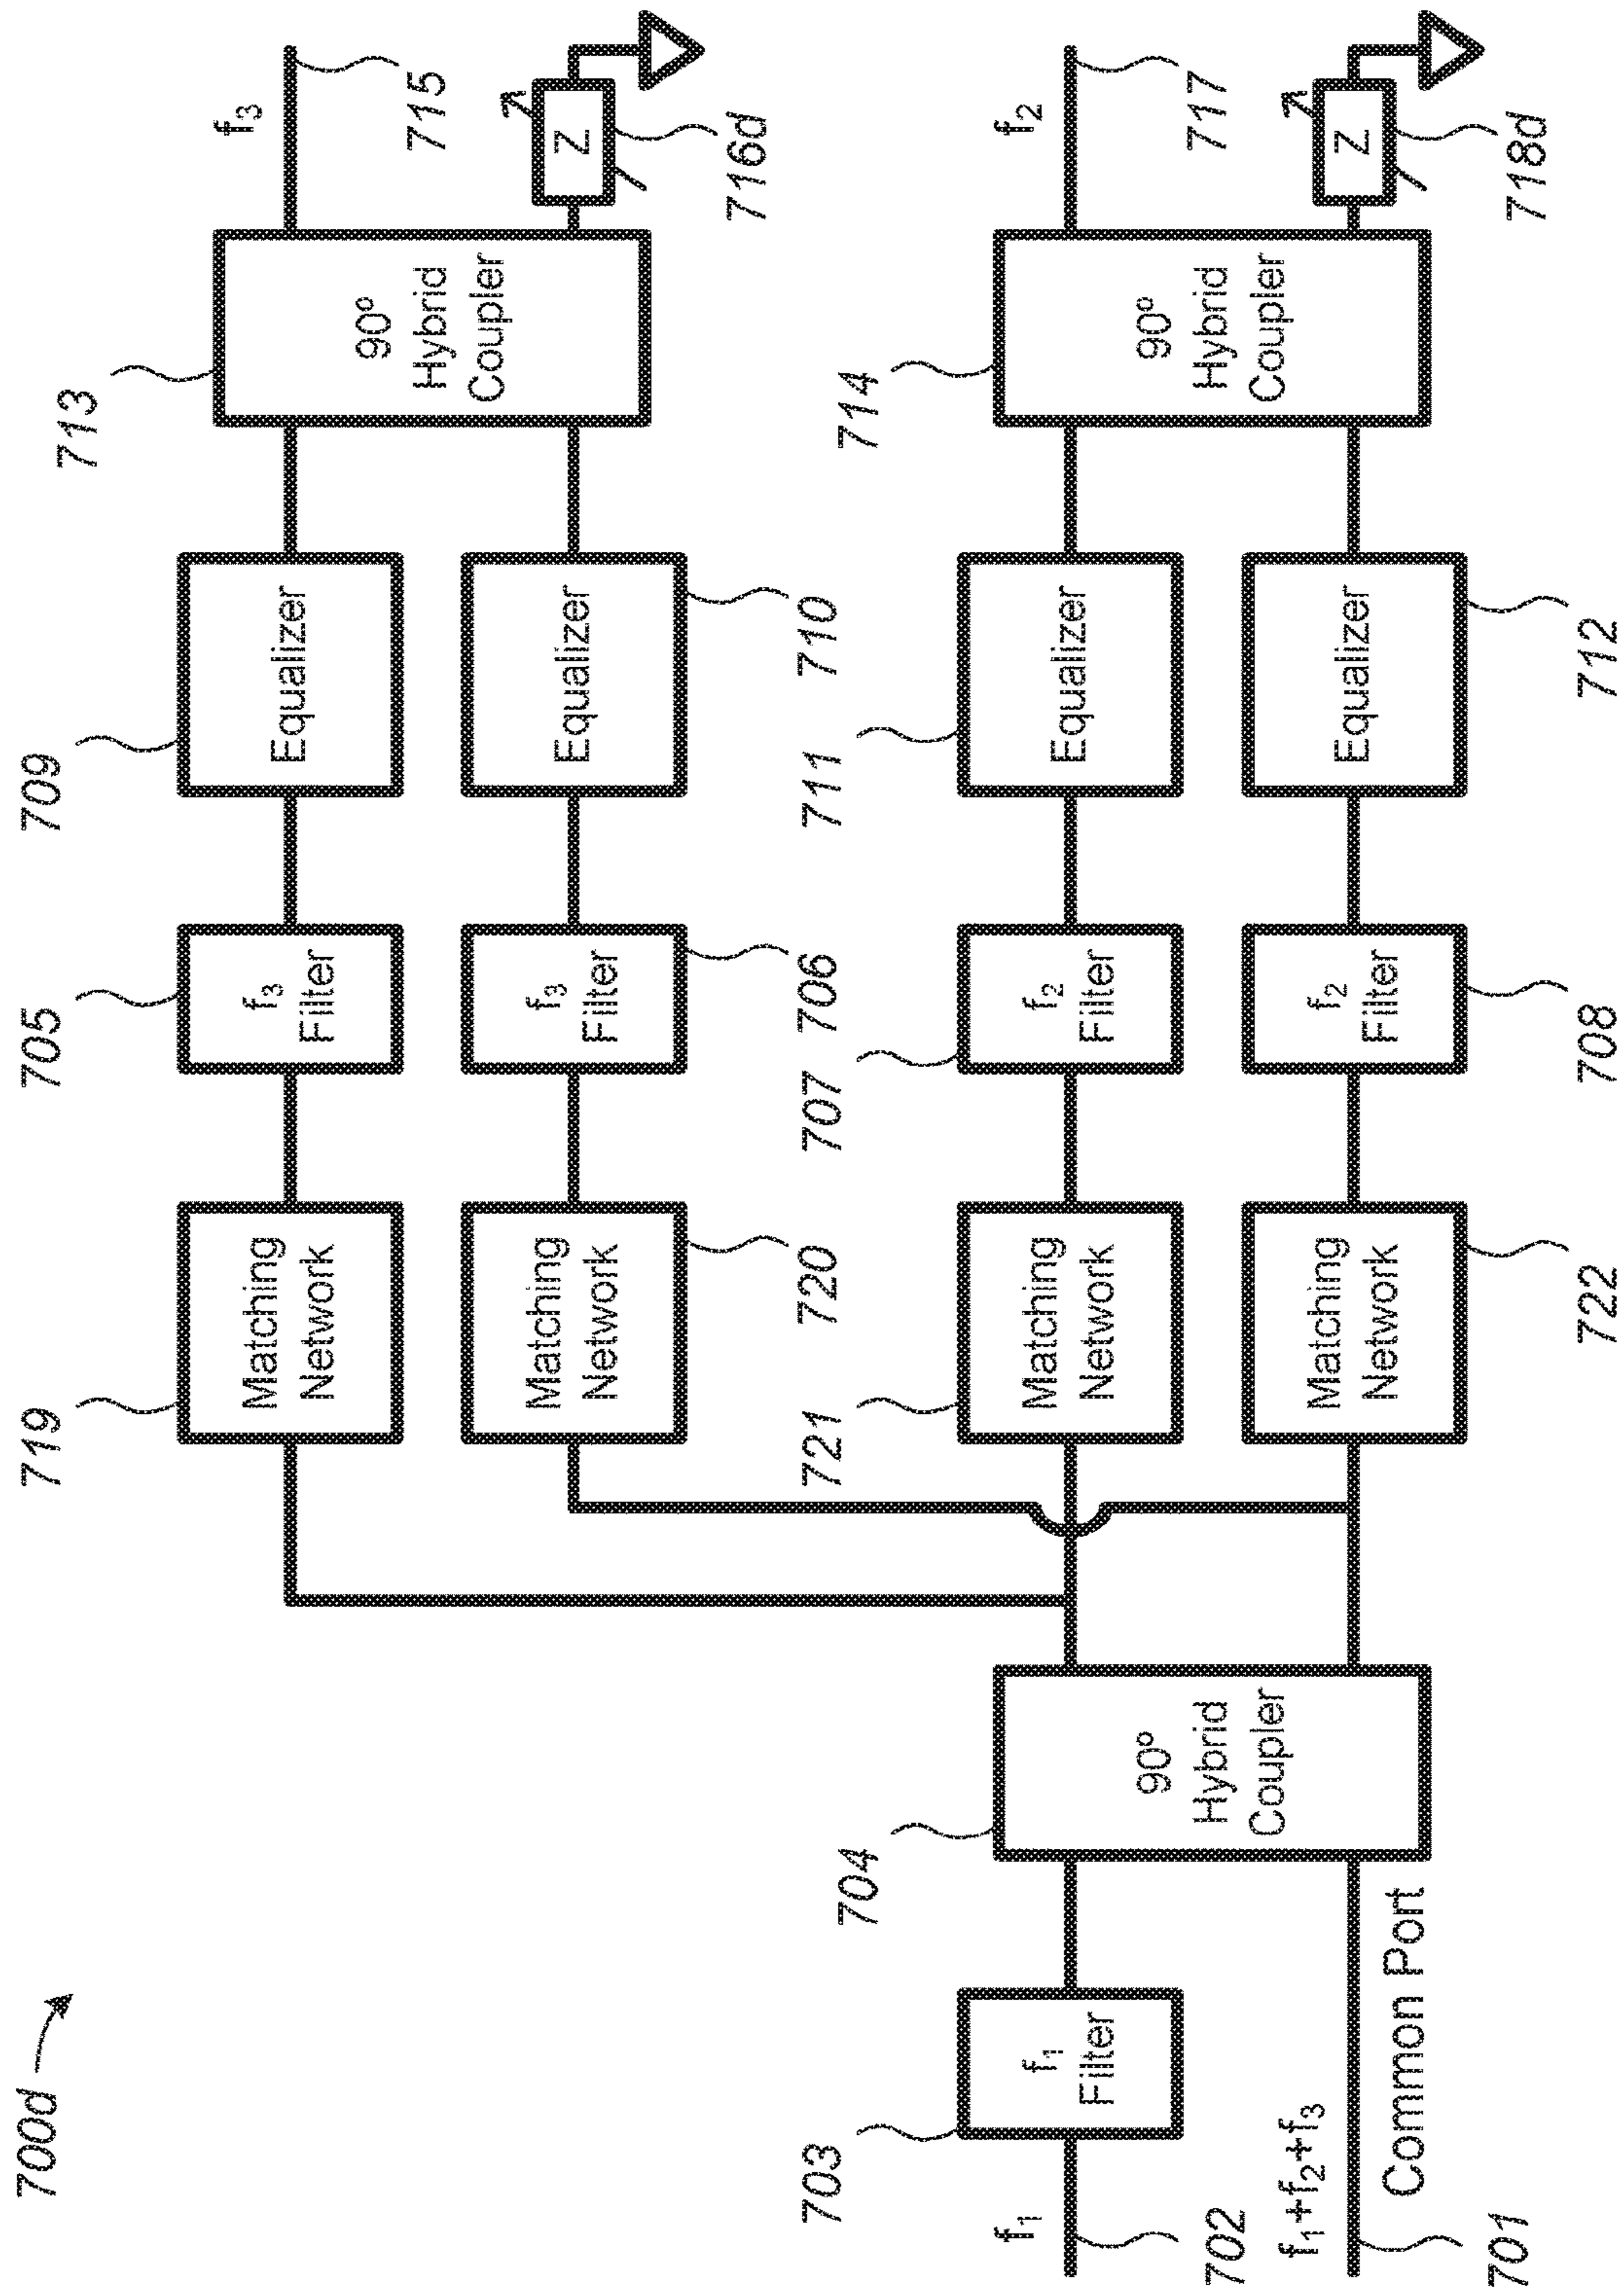 700d
f₁
702
f₁+f₂+f₃
701
Common Port
703
f₁
Filter
704
90°
Hybrid
Coupler
719
Matching
Network
720
Matching
Network
721
Matching
Network
722
Matching
Network
705
f₃
Filter
706
f₃
Filter
707
f₂
Filter
708
f₂
Filter
709
Equalizer
710
Equalizer
711
Equalizer
712
Equalizer
713
90°
Hybrid
Coupler
714
90°
Hybrid
Coupler
f₃
715
Z
716d
f₂
717
Z
718d